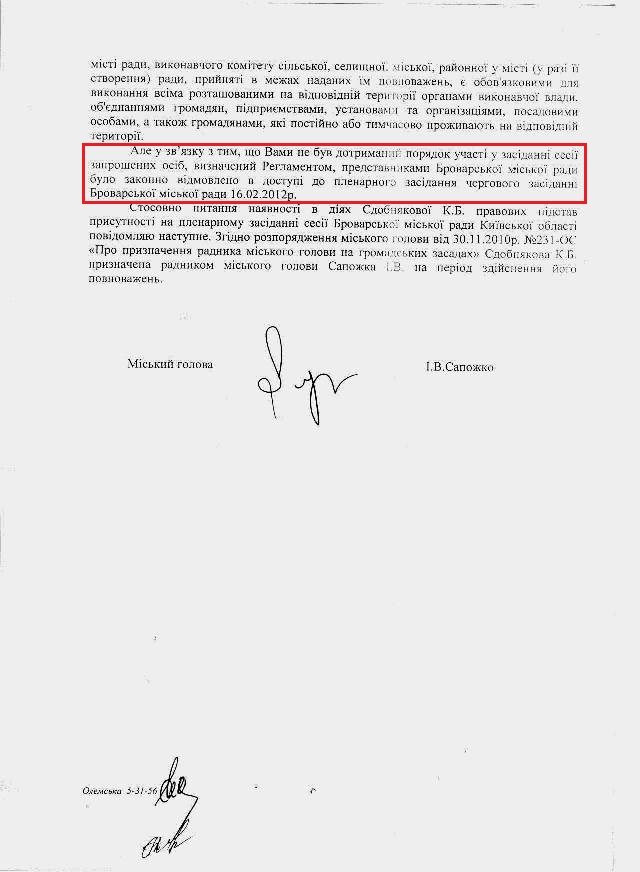 місті ради, виконавчого комітету сільської, селищної, міської, районної у місті (у разі її
створення) ради, прийняті в межах наданих їм повноважень, є обов'язковими для
виконання всіма розташованими на відповідній території органами виконавчої влади,
об'єднаннями громадян, підприємствами, установами та організаціями, посадовими
особами, а також громадянами, які постійно або тимчасово проживають на відповідній
території.
Але у зв'язку з тим, що Вами не був дотриманий порядок участі у засіданні сесії
запрошених осіб, визначений Регламентом, представниками Броварської міської ради
було законно відмовлено в доступі до пленарного засідання чергового засіданні
Броварської міської ради 16.02.2012р.
Стосовно питання наявності в діях Сдобнякової К.Б. правових підстав
присутності на пленарному засіданні сесії Броварської міської ради Київської області
повідомляю наступне. Згідно розпорядження міського голови від 30.11.2010р. №231-ОС
«Про призначення радника міського голови на громадських засадах» Сдобнякова К.Б.
призначена радником міського голови Сапожка І.В. на період здійснення його
повноважень.
Міський голова
І.В.Сапожко
Олемська 5-31-56